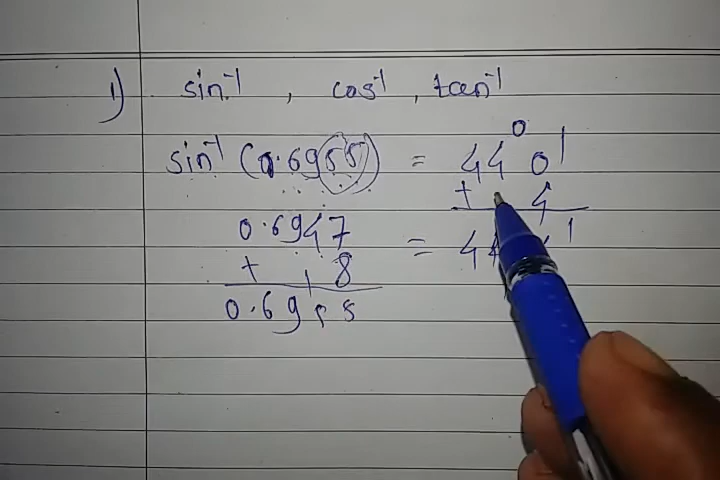 1) sin⁻¹ , cos⁻¹ , tan⁻¹
sin⁻¹ (0.6955) = 44° 0'
+ 4
0.6947 = 44 '
+ 8
0.6955